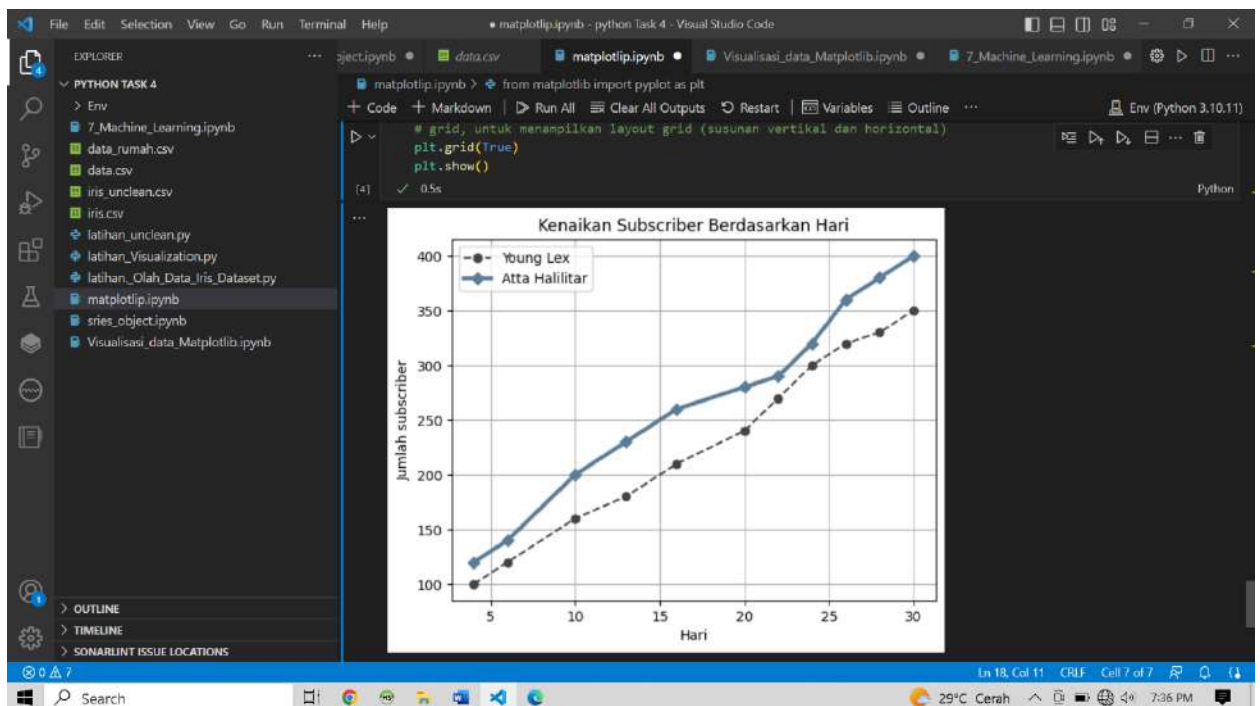 File Edit Selection View Go Run Terminal Help
● matplotlip.ipynb - python Task 4 - Visual Studio Code
EXPLORER
PYTHON TASK 4
> Env
7_Machine_Learning.ipynb
data_rumah.csv
data.csv
iris_unclean.csv
iris.csv
latihan_unclean.py
latihan_Visualization.py
latihan_Olah_Data_Iris_Dataset.py
matplotlip.ipynb
sries_object.ipynb
Visualisasi_data_Matplotlib.ipynb
> OUTLINE
> TIMELINE
> SONARLINT ISSUE LOCATIONS
oject.ipynb ● data.csv matplotlip.ipynb ● Visualisasi_data_Matplotlib.ipynb ● 7_Machine_Learning.ipynb ●
matplotlip.ipynb > from matplotlib import pyplot as plt
+ Code + Markdown | Run All Clear All Outputs Restart | Variables Outline ...
Env (Python 3.10.11)
# grid, untuk menampilkan layout grid (susunan vertikal dan horizontal)
plt.grid(True)
plt.show()
[4] ✓ 0.5s
Python
Kenaikan Subscriber Berdasarkan Hari
Young Lex
Atta Halilitar
Jumlah subscriber
400
350
300
250
200
150
100
5 10 15 20 25 30
Hari
4
1
0 7
Ln 18, Col 11 CRLF Cell 7 of 7
Search
29°C Cerah
7:36 PM